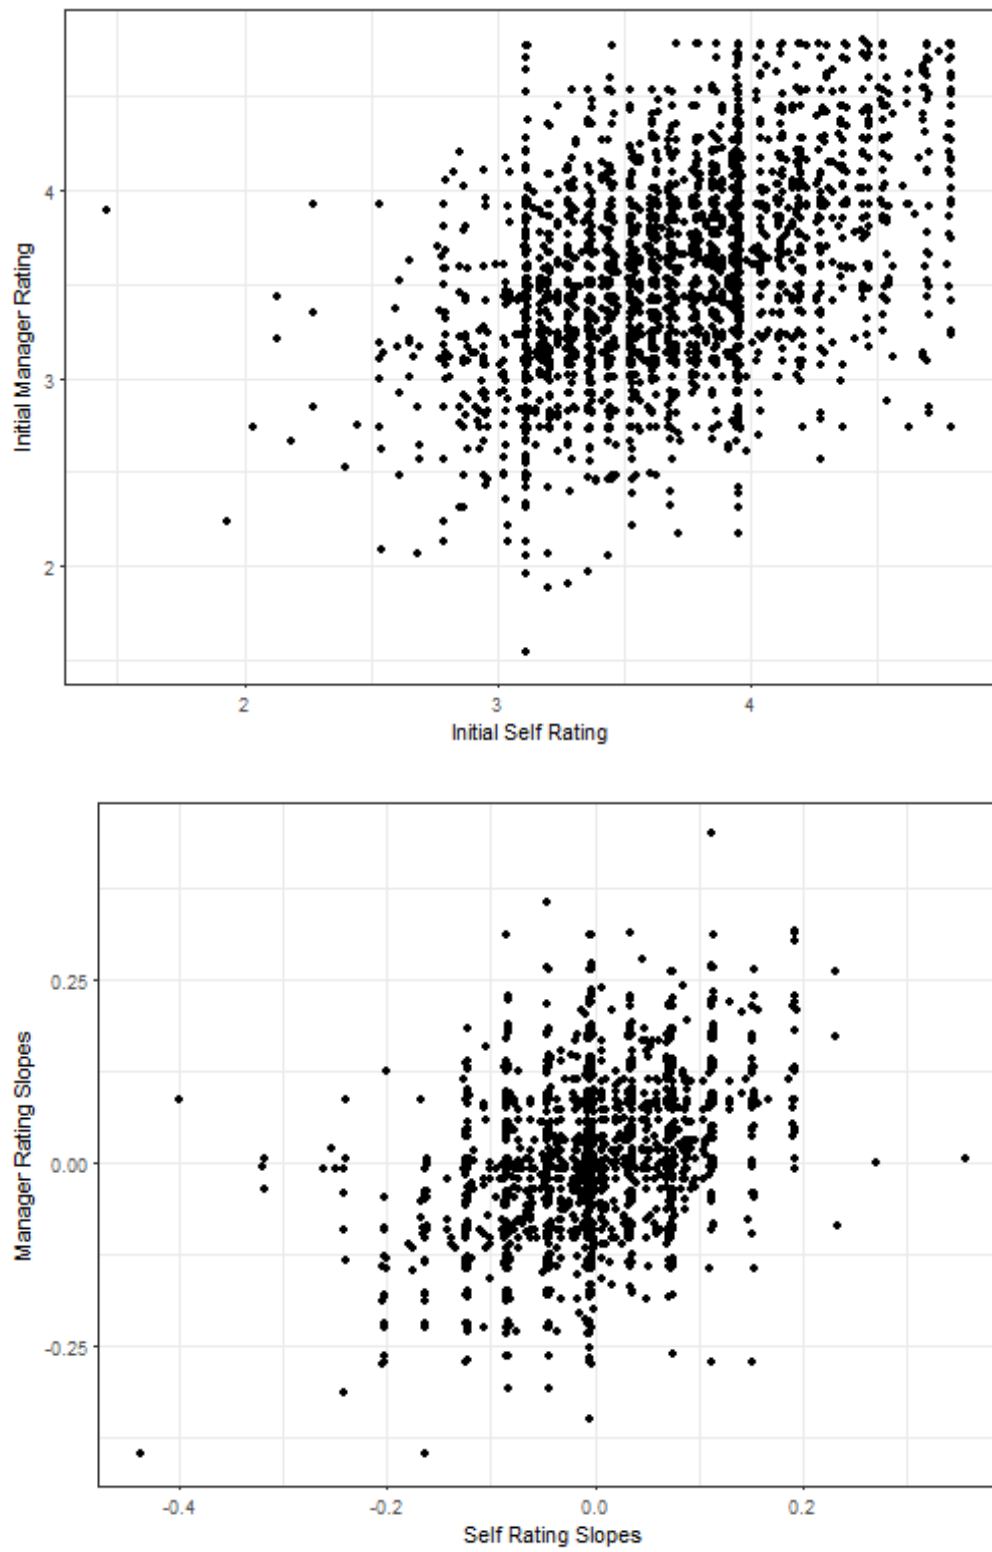 4
3
2
Initial Manager Rating
2 3 4
Initial Self Rating
0.25
0.00
-0.25
Manager Rating Slopes
-0.4 -0.2 0.0 0.2
Self Rating Slopes